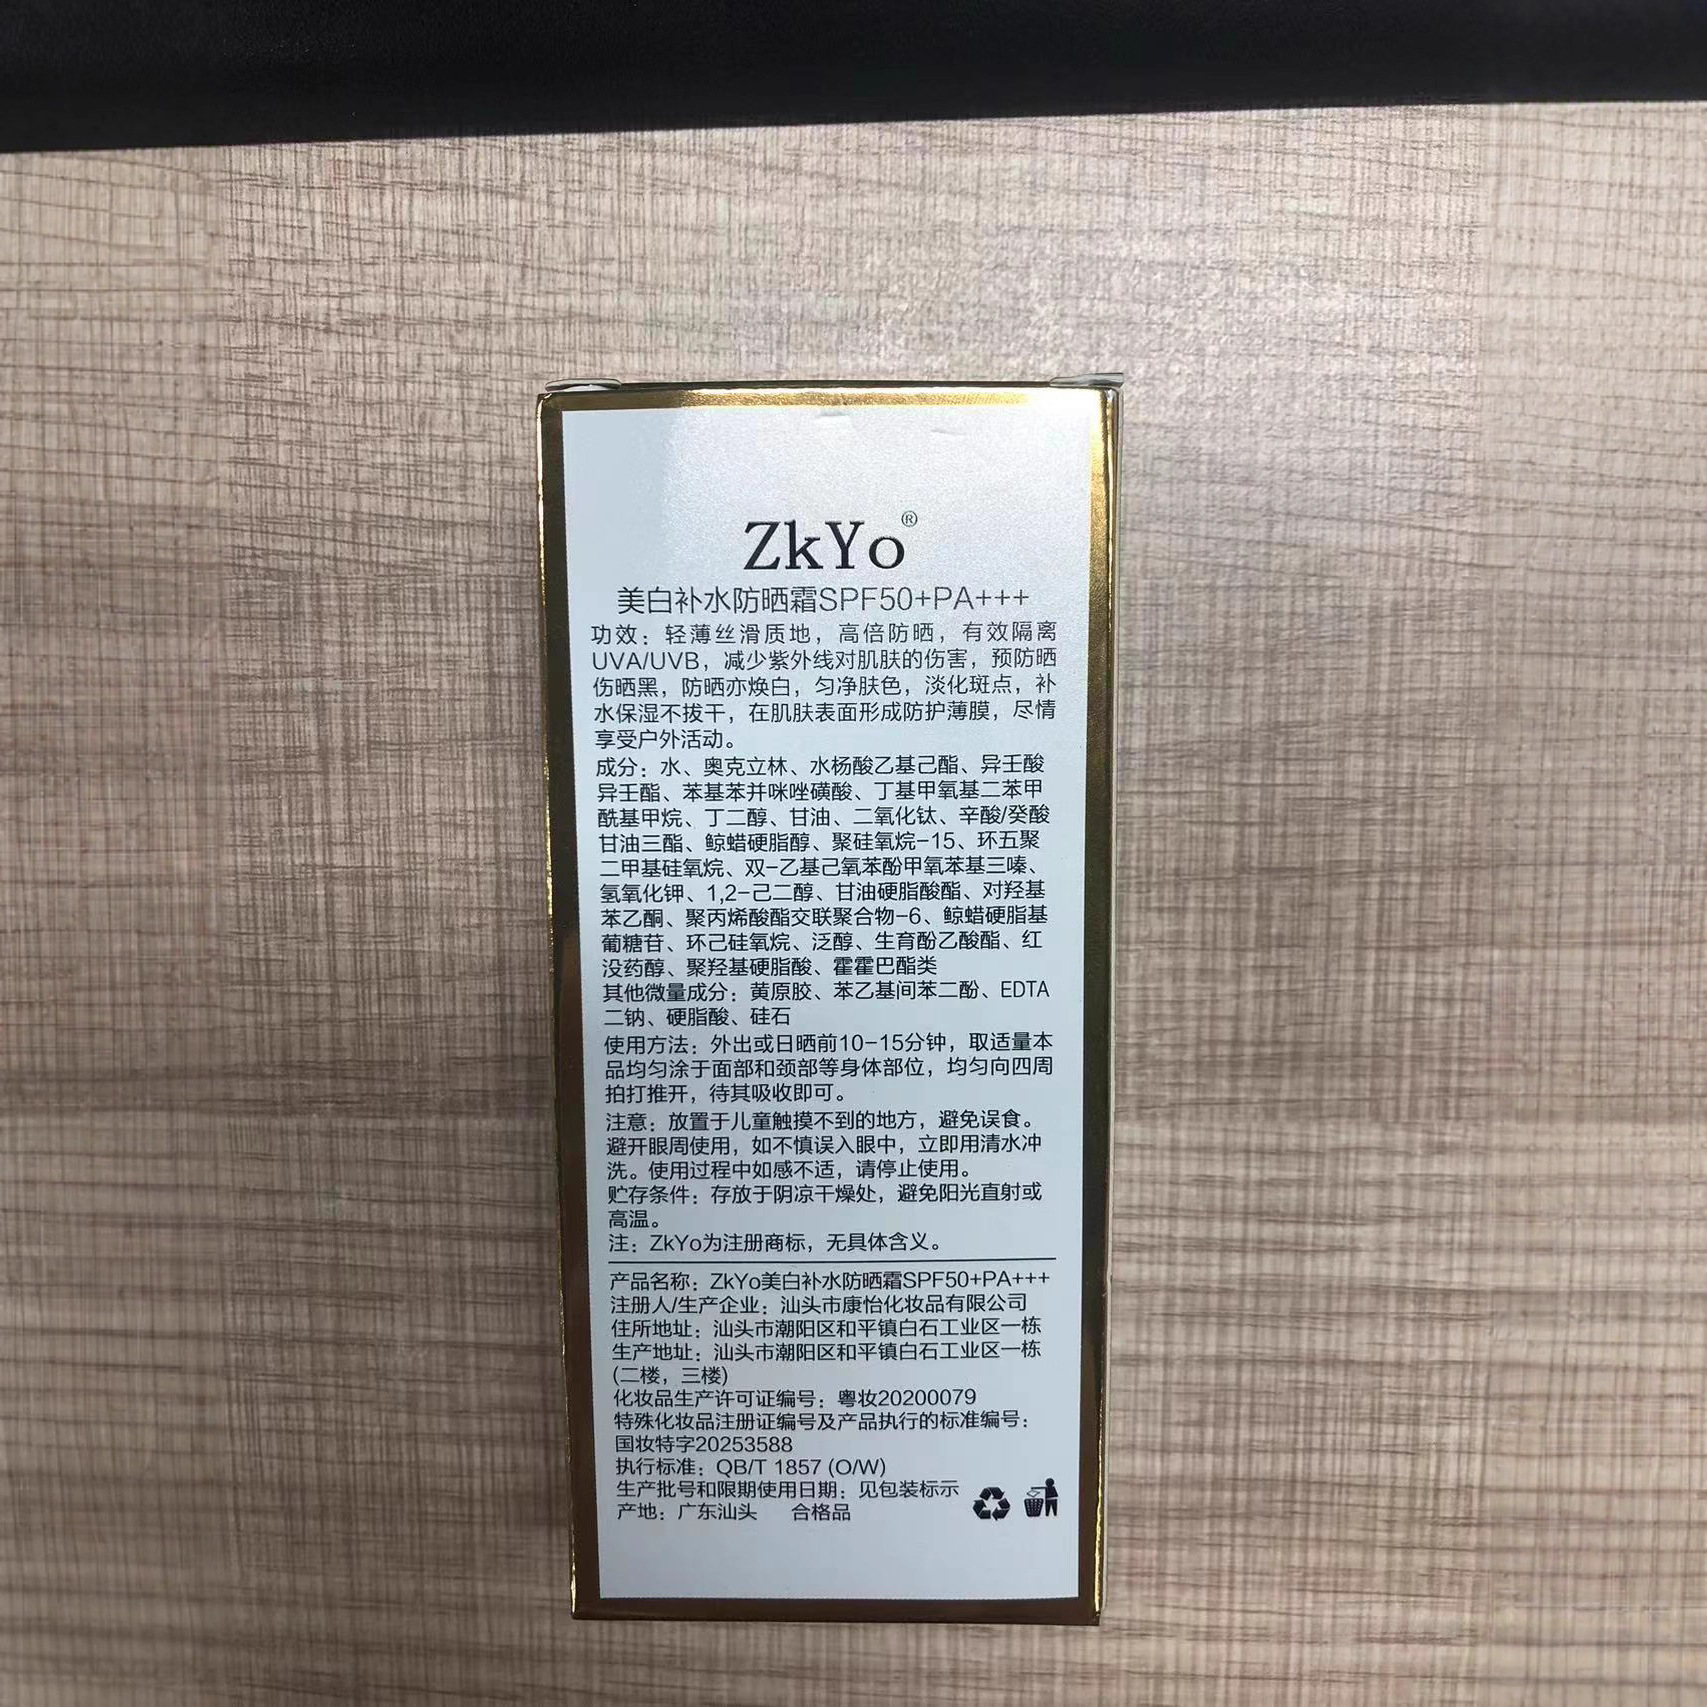 ZkYo®
美白补水防晒霜SPF50+PA+++
功效：轻薄丝滑质地，高倍防晒，有效隔离
UVA/UVB，减少紫外线对肌肤的伤害，预防晒
伤晒黑，防晒亦焕白，匀净肤色，淡化斑点，补
水保湿不拔干，在肌肤表面形成防护薄膜，尽情
享受户外活动。
成分：水、奥克立林、水杨酸乙基己酯、异壬酸
异壬酯、苯基苯并咪唑磺酸、丁基甲氧基二苯甲
酰基甲烷、丁二醇、甘油、二氧化钛、辛酸/癸酸
甘油三酯、鲸蜡硬脂醇、聚硅氧烷-15、环五聚
二甲基硅氧烷、双-乙基己氧苯酚甲氧苯基三嗪、
氢氧化钾、1,2-己二醇、甘油硬脂酸酯、对羟基
苯乙酮、聚丙烯酸酯交联聚合物-6、鲸蜡硬脂基
葡糖苷、环己硅氧烷、泛醇、生育酚乙酸酯、红
没药醇、聚羟基硬脂酸、霍霍巴酯类
其他微量成分：黄原胶、苯乙基间苯二酚、EDTA
二钠、硬脂酸、硅石
使用方法：外出或日晒前10-15分钟，取适量本
品均匀涂于面部和颈部等身体部位，均匀向四周
拍打推开，待其吸收即可。
注意：放置于儿童触摸不到的地方，避免误食。
避开眼周使用，如不慎误入眼中，立即用清水冲
洗。使用过程中如感不适，请停止使用。
贮存条件：存放于阴凉干燥处，避免阳光直射或
高温。
注：ZkYo为注册商标，无具体含义。
产品名称：ZkYo美白补水防晒霜SPF50+PA+++
注册人/生产企业：汕头市康怡化妆品有限公司
住所地址：汕头市潮阳区和平镇白石工业区一栋
生产地址：汕头市潮阳区和平镇白石工业区一栋
(二楼，三楼)
化妆品生产许可证编号：粤妆20200079
特殊化妆品注册证编号及产品执行的标准编号：
国妆特字20253588
执行标准：QB/T 1857 (O/W)
生产批号和限期使用日期：见包装标示
产地：广东汕头 合格品